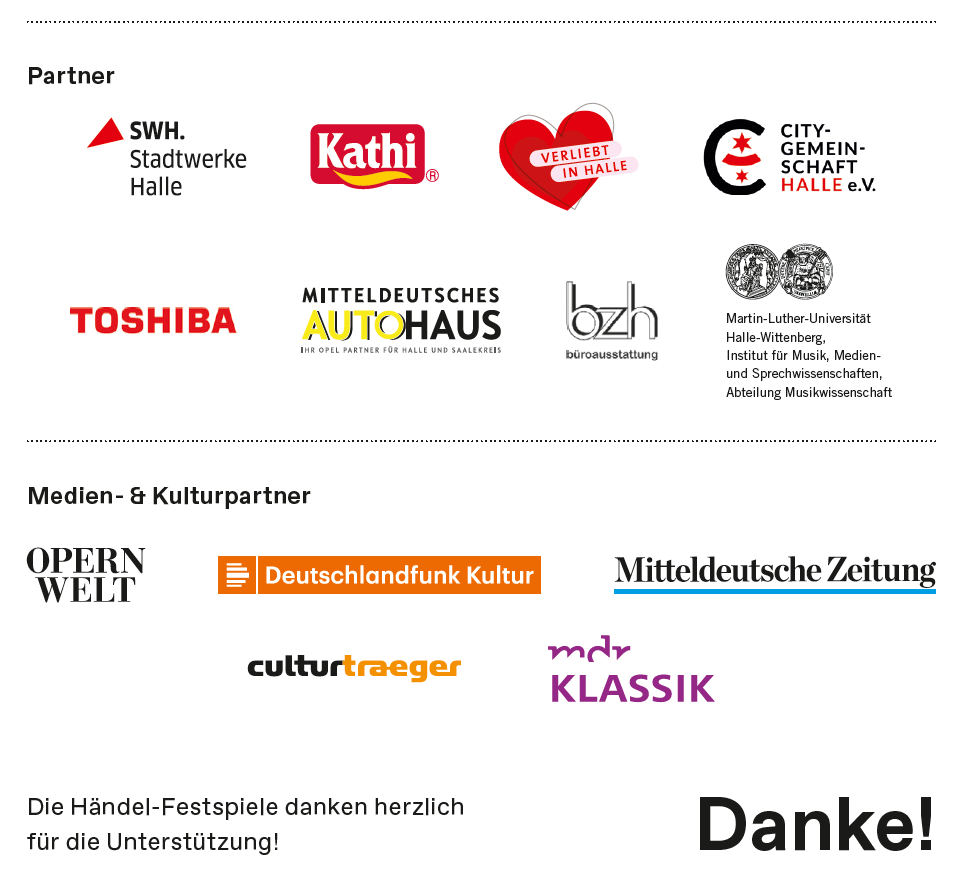 Partner
SWH.
Stadtwerke
Halle
Kathi®
VERLIEBT
IN HALLE
CITY-
GEMEIN-
SCHAFT
HALLE e.V.
TOSHIBA
MITTELDEUTSCHES
AUTOHAUS
IHR OPEL PARTNER FÜR HALLE UND SAALEKREIS
bzh
büroausstattung
Martin-Luther-Universität
Halle-Wittenberg,
Institut für Musik, Medien-
und Sprechwissenschaften,
Abteilung Musikwissenschaft
Medien- & Kulturpartner
OPERN
WELT
Deutschlandfunk Kultur
Mitteldeutsche Zeitung
culturtraeger
mdr
KLASSIK
Die Händel-Festspiele danken herzlich
für die Unterstützung!
Danke!